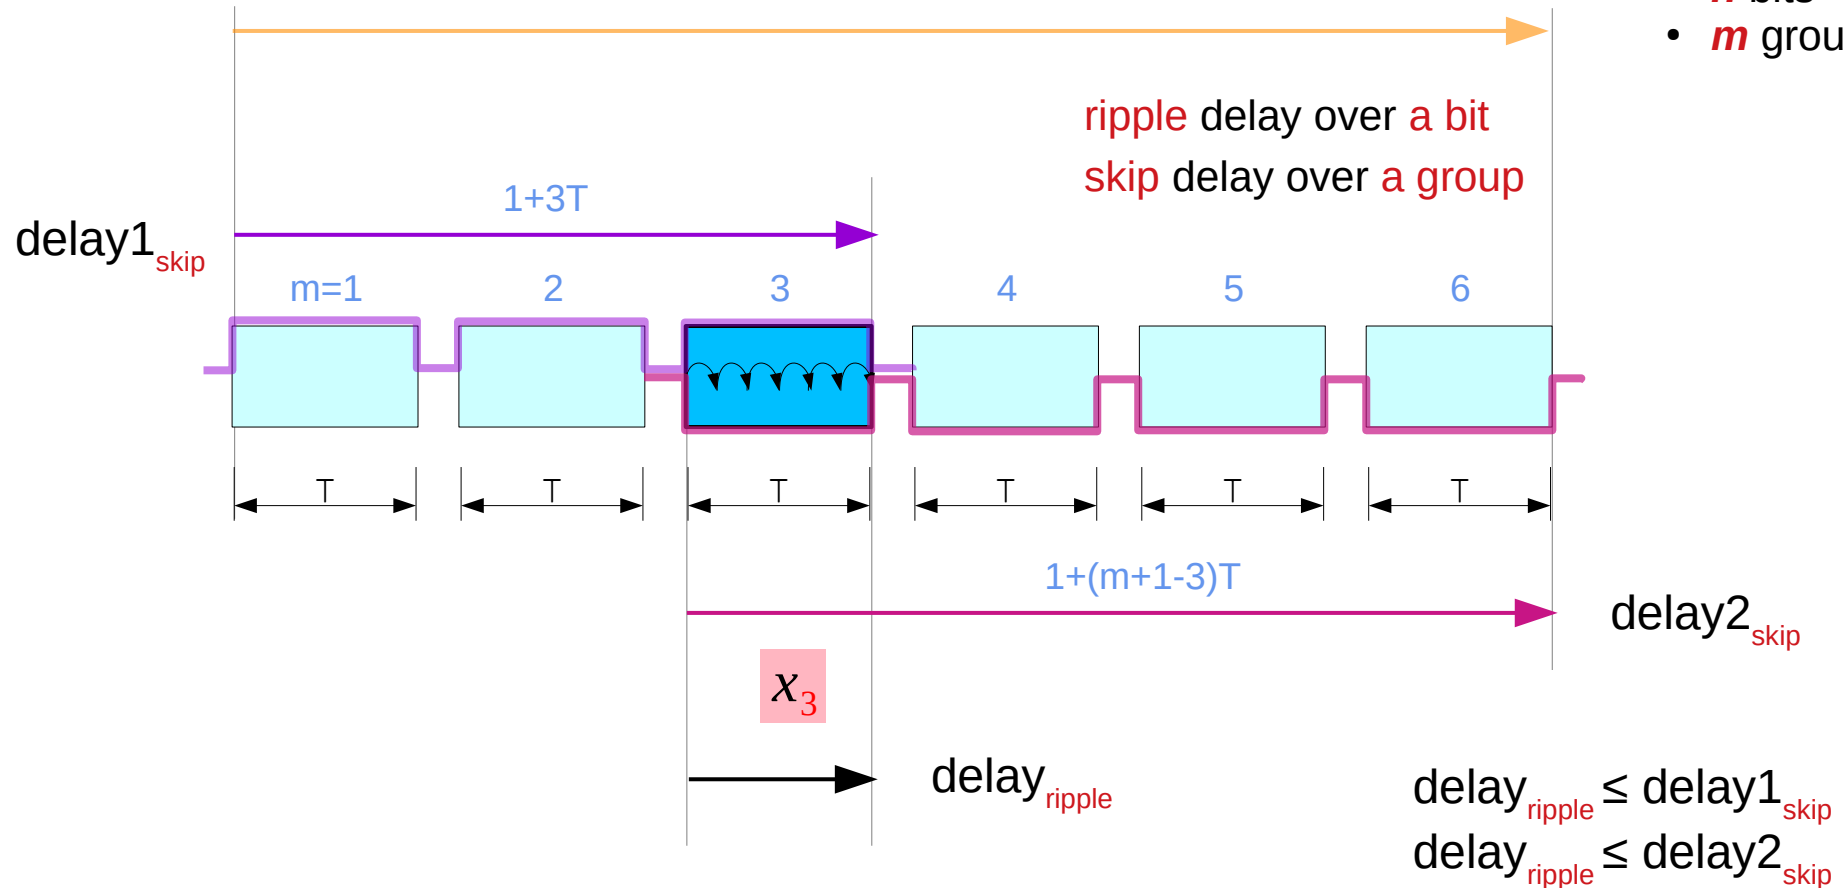 n bits
• m grou
ripple delay over a bit
skip delay over a group
1+3T
delay1skip
m=1 2 3 4 5 6
T T T T T T
1+(m+1-3)T
delay2skip
x3
delayripple
delayripple ≤ delay1skip
delayripple ≤ delay2skip